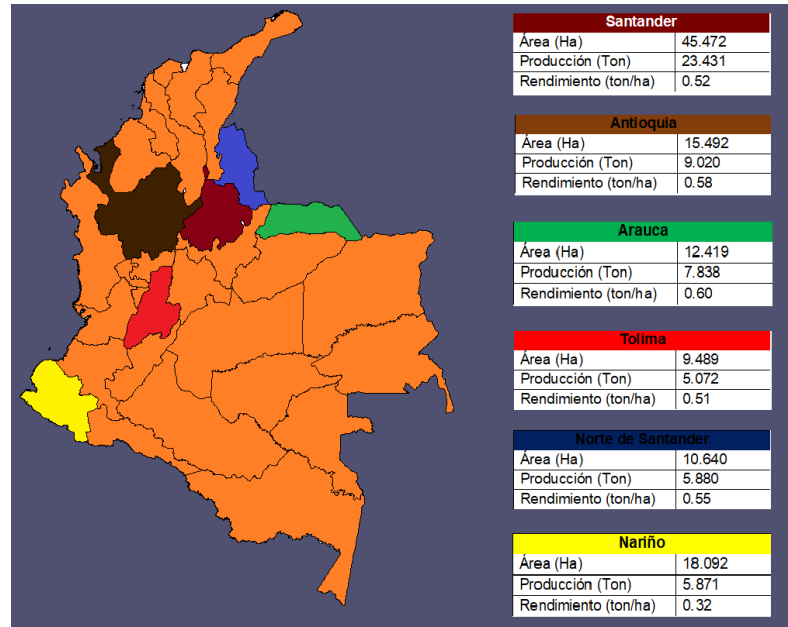 Santander
Área (Ha) 45.472
Producción (Ton) 23.431
Rendimiento (ton/ha) 0.52
Antioquia
Área (Ha) 15.492
Producción (Ton) 9.020
Rendimiento (ton/ha) 0.58
Arauca
Área (Ha) 12.419
Producción (Ton) 7.838
Rendimiento (ton/ha) 0.60
Tolima
Área (Ha) 9.489
Producción (Ton) 5.072
Rendimiento (ton/ha) 0.51
Norte de Santander
Área (Ha) 10.640
Producción (Ton) 5.880
Rendimiento (ton/ha) 0.55
Nariño
Área (Ha) 18.092
Producción (Ton) 5.871
Rendimiento (ton/ha) 0.32